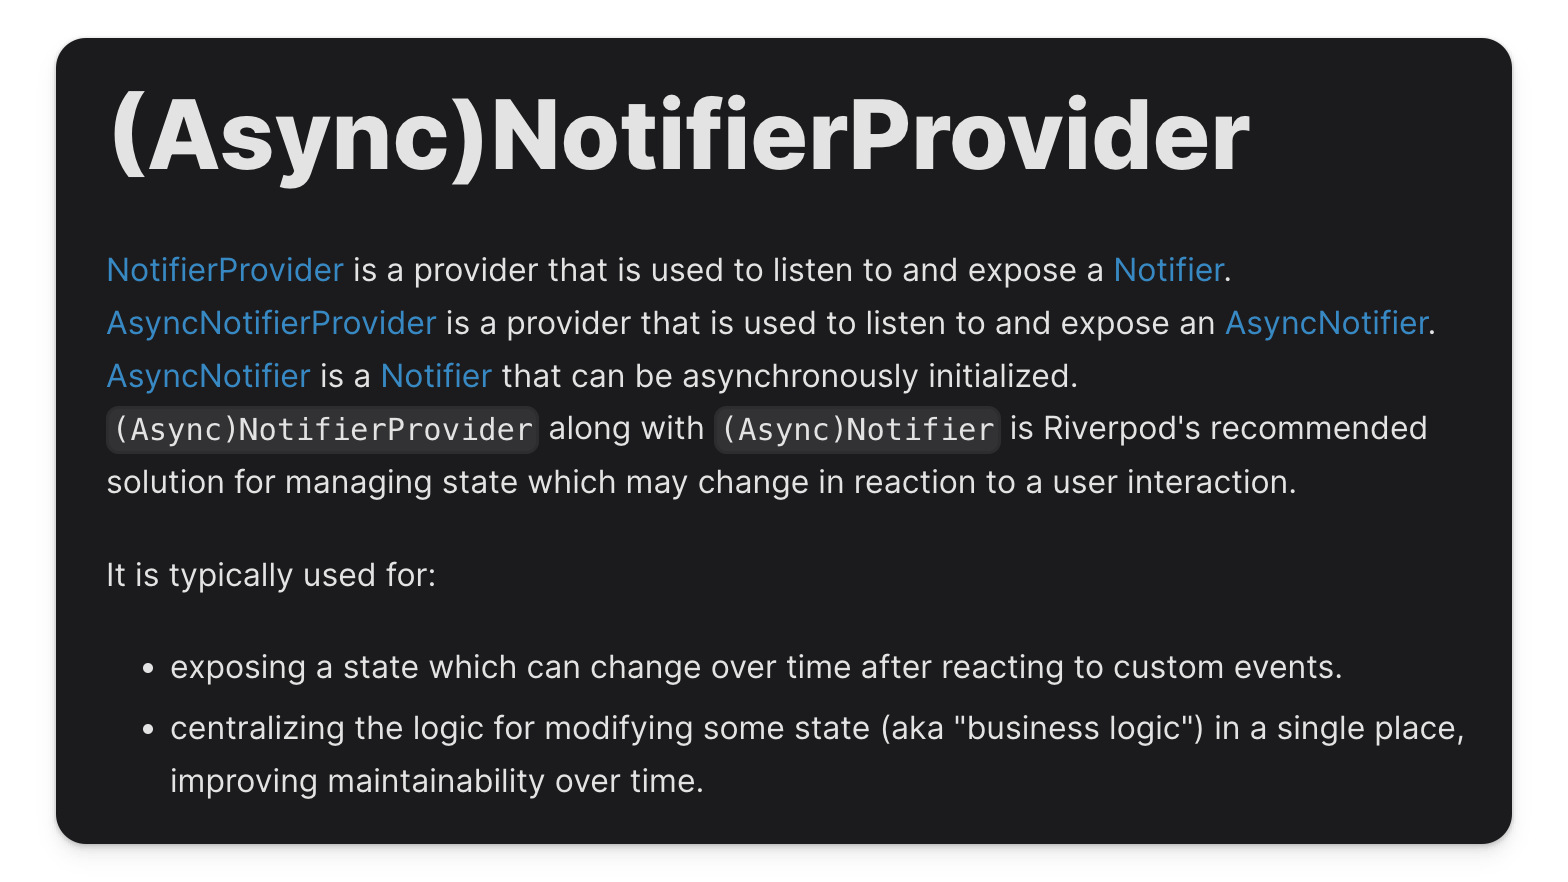 (Async)NotifierProvider
NotifierProvider is a provider that is used to listen to and expose a Notifier.
AsyncNotifierProvider is a provider that is used to listen to and expose an AsyncNotifier.
AsyncNotifier is a Notifier that can be asynchronously initialized.
(Async)NotifierProvider along with (Async)Notifier is Riverpod's recommended
solution for managing state which may change in reaction to a user interaction.
It is typically used for:
• exposing a state which can change over time after reacting to custom events.
• centralizing the logic for modifying some state (aka "business logic") in a single place,
improving maintainability over time.